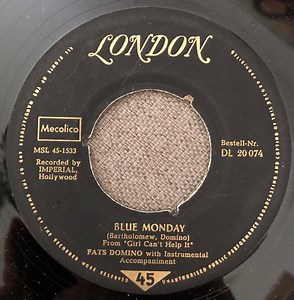 LONDON
Mecolico
MSL 45-1533
Recorded by
IMPERIAL,
Hollywood
Bestell-Nr.
DL 20 074
BLUE MONDAY
(Bartholomew, Domino)
From "Girl Can't Help It"
FATS DOMINO with Instrumental
Accompaniment
45